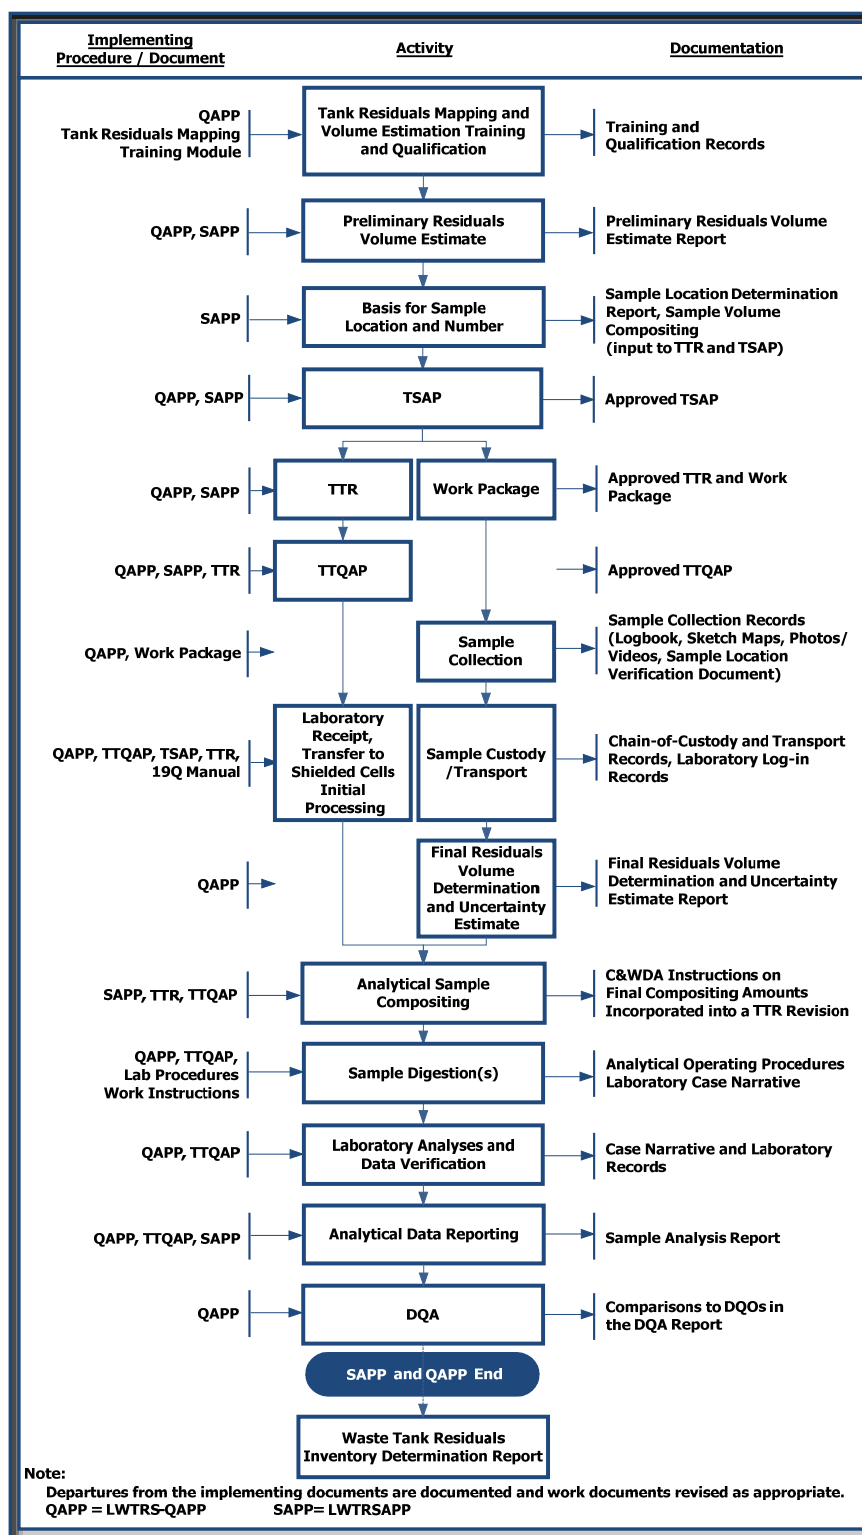 Implementing
Procedure / Document
Activity
Documentation
QAPP
Tank Residuals Mapping
Training Module
Tank Residuals Mapping and
Volume Estimation Training
and Qualification
Training and
Qualification Records
QAPP, SAPP
Preliminary Residuals
Volume Estimate
Preliminary Residuals Volume
Estimate Report
SAPP
Basis for Sample
Location and Number
Sample Location Determination
Report, Sample Volume
Compositing
(input to TTR and TSAP)
QAPP, SAPP
TSAP
Approved TSAP
QAPP, SAPP
TTR
Work Package
Approved TTR and Work
Package
QAPP, SAPP, TTR
TTQAP
Approved TTQAP
QAPP, Work Package
Sample
Collection
Sample Collection Records
(Logbook, Sketch Maps, Photos/
Videos, Sample Location
Verification Document)
QAPP, TTQAP, TSAP, TTR,
19Q Manual
Laboratory
Receipt,
Transfer to
Shielded Cells
Initial
Processing
Sample Custody
/Transport
Chain-of-Custody and Transport
Records, Laboratory Log-in
Records
QAPP
Final Residuals
Volume
Determination
and Uncertainty
Estimate
Final Residuals Volume
Determination and Uncertainty
Estimate Report
SAPP, TTR, TTQAP
Analytical Sample
Compositing
C&WDA Instructions on
Final Compositing Amounts
Incorporated into a TTR Revision
QAPP, TTQAP,
Lab Procedures
Work Instructions
Sample Digestion(s)
Analytical Operating Procedures
Laboratory Case Narrative
QAPP, TTQAP
Laboratory Analyses and
Data Verification
Case Narrative and Laboratory
Records
QAPP, TTQAP, SAPP
Analytical Data Reporting
Sample Analysis Report
QAPP
DQA
Comparisons to DQOs in
the DQA Report
SAPP and QAPP End
Waste Tank Residuals
Inventory Determination Report
Note:
Departures from the implementing documents are documented and work documents revised as appropriate.
QAPP = LWTRS-QAPP SAPP= LWTRSAPP